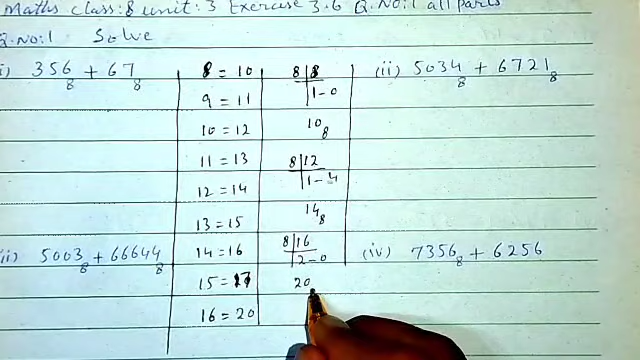 Maths class: 8 unit: 3 Exercise 3.6 Q.NO:1 all parts
Q.NO:1 Solve
i) 356₈ + 67₈
(ii) 5034₈ + 6721₈
8 = 10
9 = 11
10 = 12
11 = 13
12 = 14
13 = 15
14 = 16
15 = 17
16 = 20
8 | 8
1 - 0
10₈
8 | 12
1 - 4
14₈
8 | 16
2 - 0
20
ii) 5003₈ + 66644₈
(iv) 7356₈ + 6256